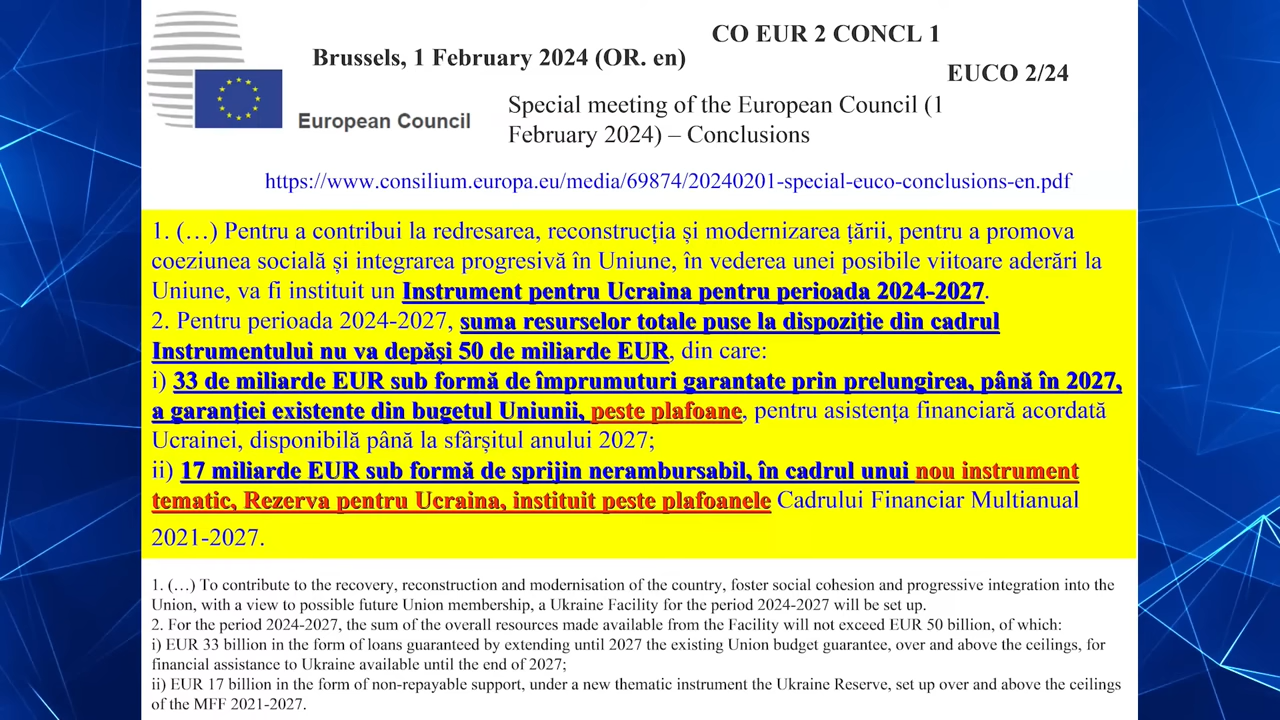 CO EUR 2 CONCL 1
Brussels, 1 February 2024 (OR. en)
EUCO 2/24
European Council
Special meeting of the European Council (1
February 2024) – Conclusions
https://www.consilium.europa.eu/media/69874/20240201-special-euco-conclusions-en.pdf
1. (…) Pentru a contribui la redresarea, reconstrucția și modernizarea țării, pentru a promova
coeziunea socială și integrarea progresivă în Uniune, în vederea unei posibile viitoare aderări la
Uniune, va fi instituit un Instrument pentru Ucraina pentru perioada 2024-2027.
2. Pentru perioada 2024-2027, suma resurselor totale puse la dispoziție din cadrul
Instrumentului nu va depăși 50 de miliarde EUR, din care:
i) 33 de miliarde EUR sub formă de împrumuturi garantate prin prelungirea, până în 2027,
a garanției existente din bugetul Uniunii, peste plafoane, pentru asistența financiară acordată
Ucrainei, disponibilă până la sfârșitul anului 2027;
ii) 17 miliarde EUR sub formă de sprijin nerambursabil, în cadrul unui nou instrument
tematic, Rezerva pentru Ucraina, instituit peste plafoanele Cadrului Financiar Multianual
2021-2027.
1. (…) To contribute to the recovery, reconstruction and modernisation of the country, foster social cohesion and progressive integration into the
Union, with a view to possible future Union membership, a Ukraine Facility for the period 2024-2027 will be set up.
2. For the period 2024-2027, the sum of the overall resources made available from the Facility will not exceed EUR 50 billion, of which:
i) EUR 33 billion in the form of loans guaranteed by extending until 2027 the existing Union budget guarantee, over and above the ceilings, for
financial assistance to Ukraine available until the end of 2027;
ii) EUR 17 billion in the form of non-repayable support, under a new thematic instrument the Ukraine Reserve, set up over and above the ceilings
of the MFF 2021-2027.